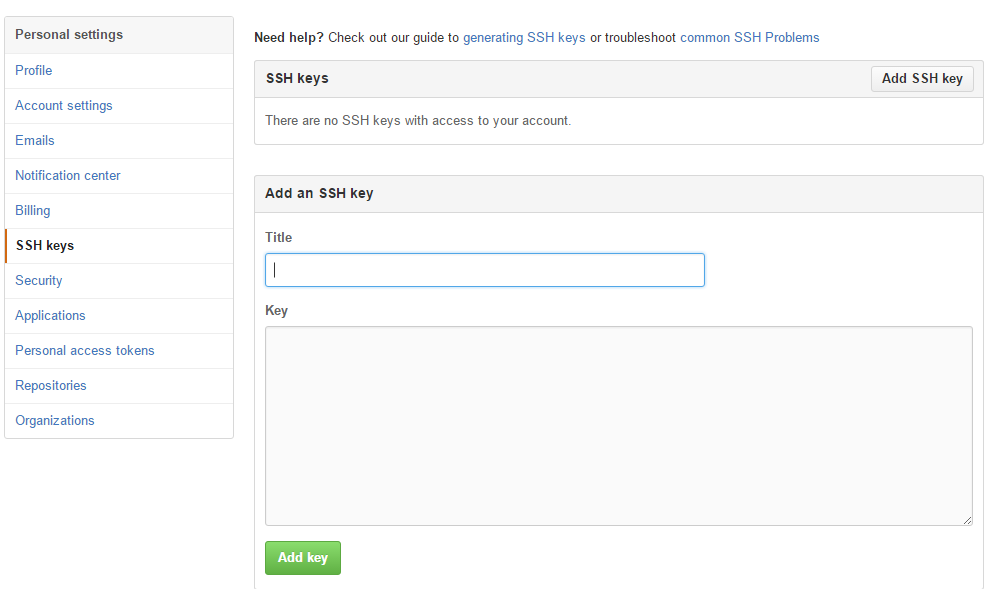 Personal settings
Profile
Account settings
Emails
Notification center
Billing
SSH keys
Security
Applications
Personal access tokens
Repositories
Organizations
Need help? Check out our guide to generating SSH keys or troubleshoot common SSH Problems
SSH keys
Add SSH key
There are no SSH keys with access to your account.
Add an SSH key
Title
Key
Add key